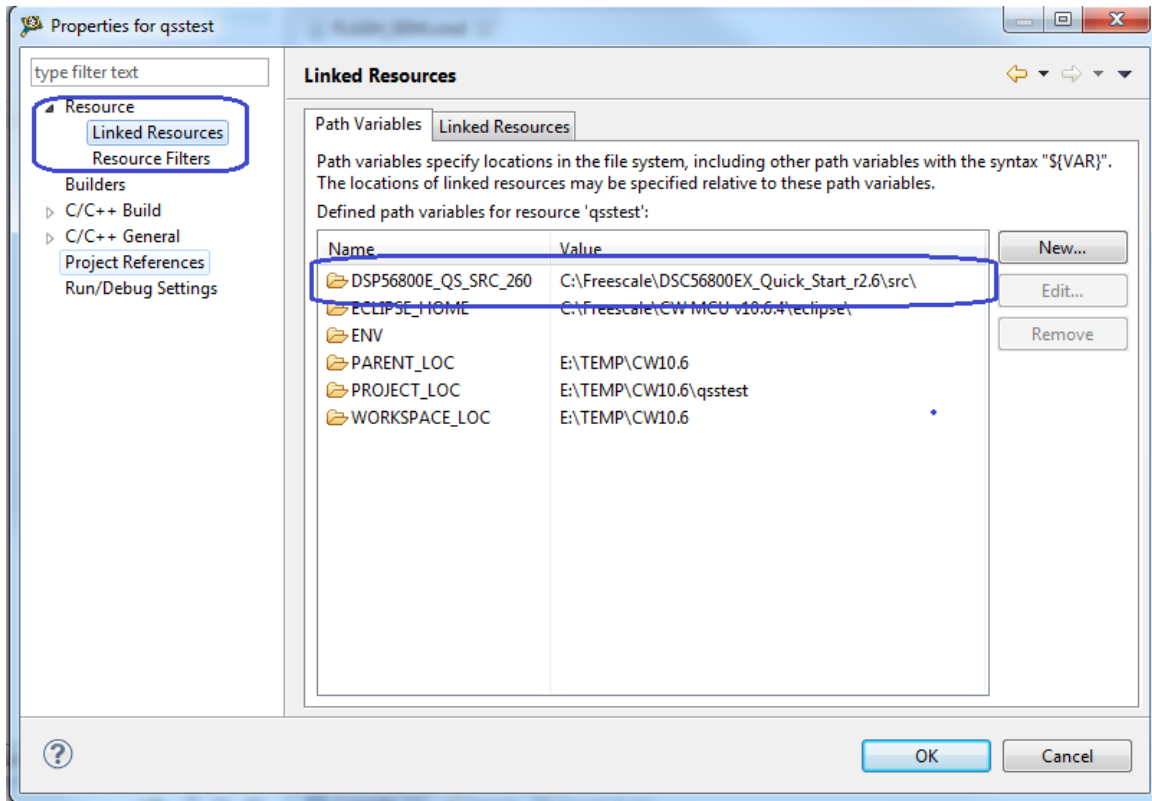 Properties for qsstest
type filter text
Resource
Linked Resources
Resource Filters
Builders
C/C++ Build
C/C++ General
Project References
Run/Debug Settings
Linked Resources
Path Variables Linked Resources
Path variables specify locations in the file system, including other path variables with the syntax "${VAR}".
The locations of linked resources may be specified relative to these path variables.
Defined path variables for resource 'qsstest':
Name Value
DSP56800E_QS_SRC_260 C:\Freescale\DSC56800EX_Quick_Start_r2.6\src\
ECLIPSE_HOME C:\Freescale\CW MCU v10.6.4\eclipse\
ENV
PARENT_LOC E:\TEMP\CW10.6
PROJECT_LOC E:\TEMP\CW10.6\qsstest
WORKSPACE_LOC E:\TEMP\CW10.6
New...
Edit...
Remove
?
OK Cancel